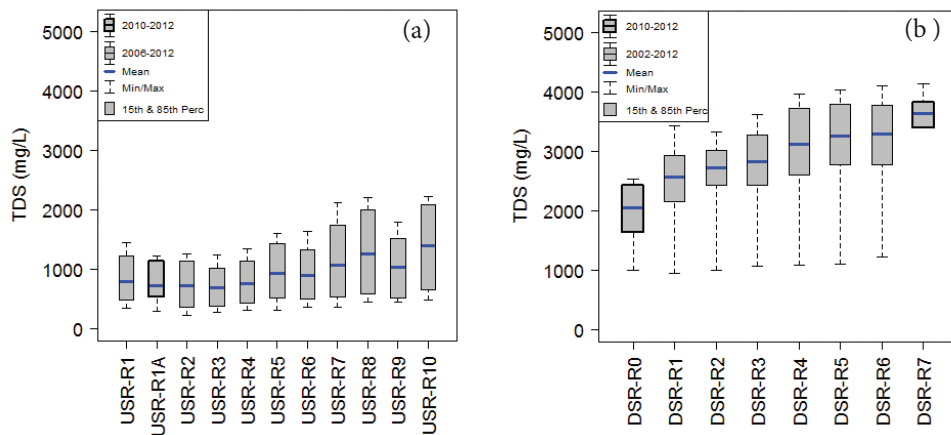 (a)
2010-2012
2006-2012
Mean
Min/Max
15th & 85th Perc
TDS (mg/L)
5000
4000
3000
2000
1000
0
USR-R1
USR-R1A
USR-R2
USR-R3
USR-R4
USR-R5
USR-R6
USR-R7
USR-R8
USR-R9
USR-R10
(b )
2010-2012
2002-2012
Mean
Min/Max
15th & 85th Perc
TDS (mg/L)
5000
4000
3000
2000
1000
0
DSR-R0
DSR-R1
DSR-R2
DSR-R3
DSR-R4
DSR-R5
DSR-R6
DSR-R7